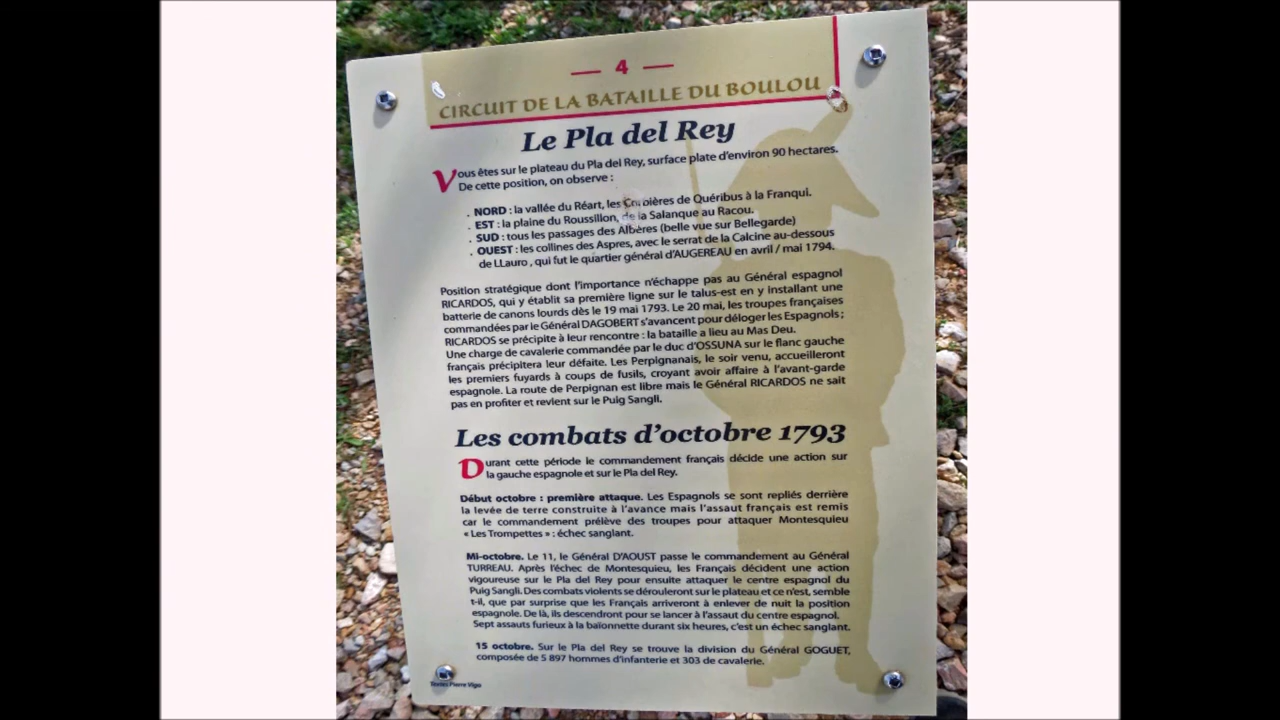 — 4 —
CIRCUIT DE LA BATAILLE DU BOULOU
Le Pla del Rey
Vous êtes sur le plateau du Pla del Rey, surface plate d'environ 90 hectares.
De cette position, on observe :
. NORD : la vallée du Réart, les de Quéribus à la Franqui.
. EST : la plaine du Roussillon, de la Salanque au Racou.
. SUD : tous les passages des Albères (belle vue sur Bellegarde)
. OUEST : les collines des Aspres, avec le serrat de la Calcine au-dessous
de LLauro , qui fut le quartier général d'AUGEREAU en avril / mai 1794.
Position stratégique dont l'importance n'échappe pas au Général espagnol
RICARDOS, qui y établit sa première ligne sur le talus-est en y installant une
batterie de canons lourds dès le 19 mai 1793. Le 20 mai, les troupes françaises
commandées par le Général DAGOBERT s'avancent pour déloger les Espagnols ;
RICARDOS se précipite à leur rencontre : la bataille a lieu au Mas Deu.
Une charge de cavalerie commandée par le duc d'OSSUNA sur le flanc gauche
français précipitera leur défaite. Les Perpignanais, le soir venu, accueilleront
les premiers fuyards à coups de fusils, croyant avoir affaire à l'avant-garde
espagnole. La route de Perpignan est libre mais le Général RICARDOS ne sait
pas en profiter et revient sur le Puig Sangli.
Les combats d'octobre 1793
Durant cette période le commandement français décide une action sur
la gauche espagnole et sur le Pla del Rey.
Début octobre : première attaque. Les Espagnols se sont repliés derrière
la levée de terre construite à l'avance mais l'assaut français est remis
car le commandement prélève des troupes pour attaquer Montesquieu
« Les Trompettes » : échec sanglant.
Mi-octobre. Le 11, le Général D'AOUST passe le commandement au Général
TURREAU. Après l'échec de Montesquieu, les Français décident une action
vigoureuse sur le Pla del Rey pour ensuite attaquer le centre espagnol du
Puig Sangli. Des combats violents se dérouleront sur le plateau et ce n'est, semble
t-il, que par surprise que les Français arriveront à enlever de nuit la position
espagnole. De là, ils descendront pour se lancer à l'assaut du centre espagnol.
Sept assauts furieux à la baïonnette durant six heures, c'est un échec sanglant.
15 octobre. Sur le Pla del Rey se trouve la division du Général GOGUET,
composée de 5 897 hommes d'infanterie et 303 de cavalerie.
Textes Pierre Vigo